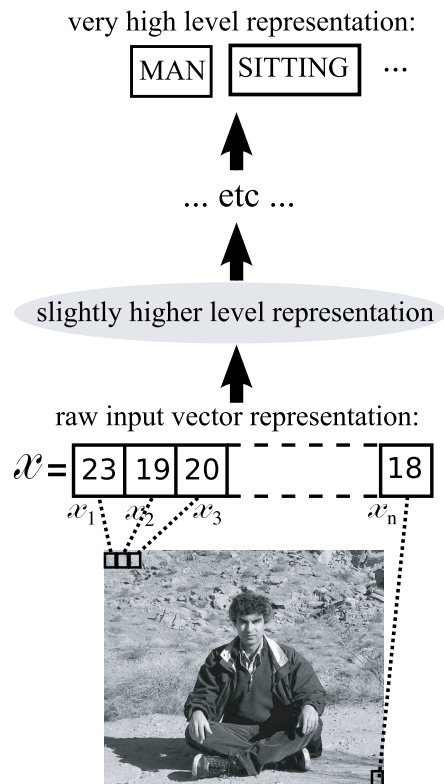 very high level representation:
MAN SITTING ...
... etc ...
slightly higher level representation
raw input vector representation:
x = 23 19 20 18
x₁ x₂ x₃ xₙ